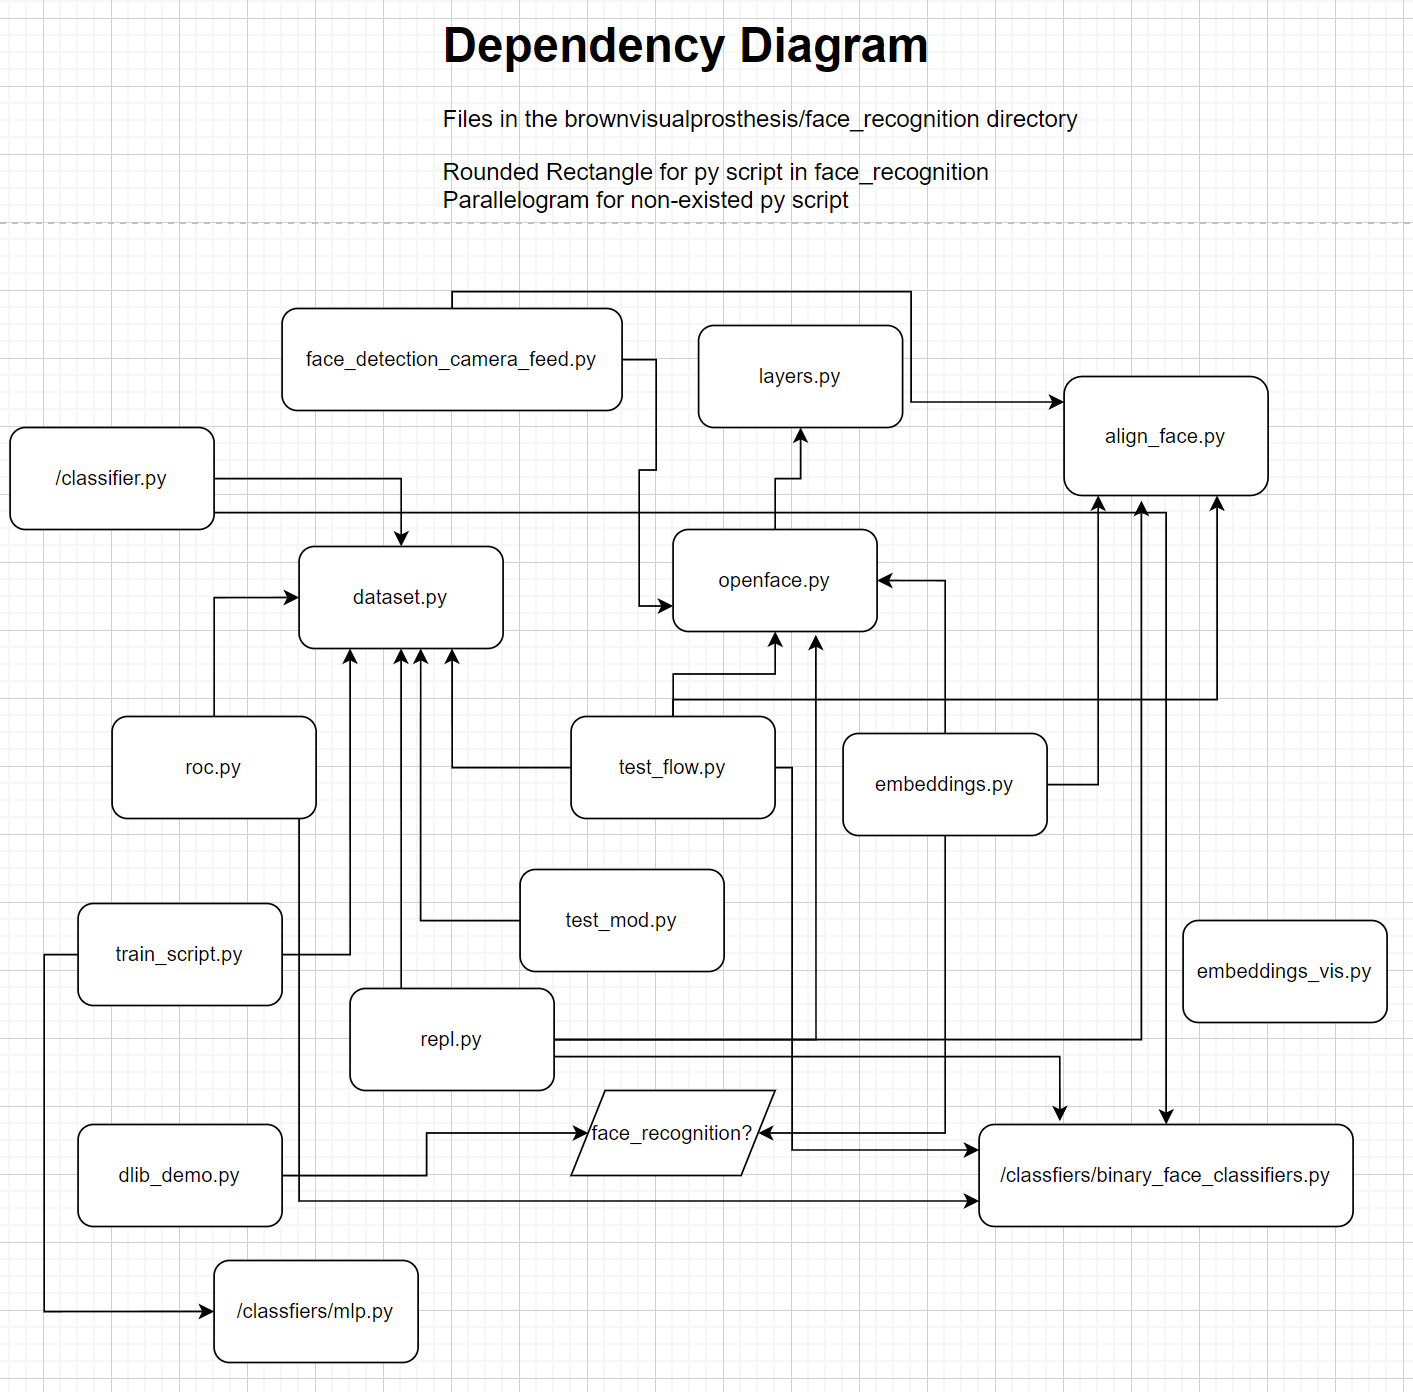 Dependency Diagram
Files in the brownvisualprosthesis/face_recognition directory
Rounded Rectangle for py script in face_recognition
Parallelogram for non-existed py script
face_detection_camera_feed.py
layers.py
align_face.py
/classifier.py
openface.py
dataset.py
roc.py
test_flow.py
embeddings.py
test_mod.py
train_script.py
embeddings_vis.py
repl.py
face_recognition?
dlib_demo.py
/classfiers/binary_face_classifiers.py
/classfiers/mlp.py